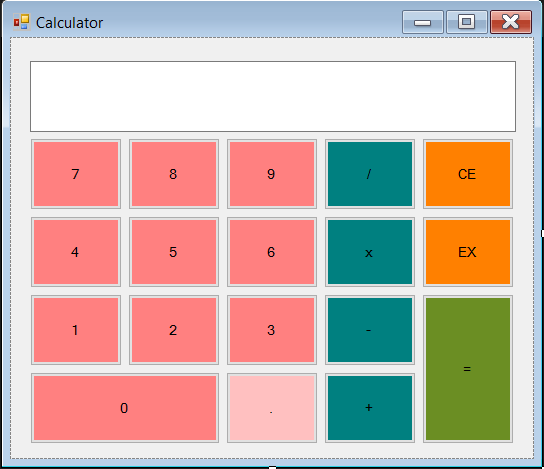 Calculator
7 8 9 / CE
4 5 6 x EX
1 2 3 -
=
0 . +